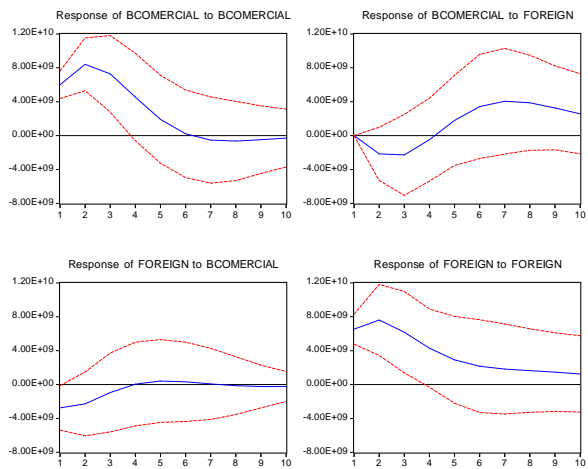 Response of BCOMERCIAL to BCOMERCIAL
1.20E+10
8.00E+09
4.00E+09
0.00E+00
-4.00E+09
-8.00E+09
1 2 3 4 5 6 7 8 9 10
Response of BCOMERCIAL to FOREIGN
1.20E+10
8.00E+09
4.00E+09
0.00E+00
-4.00E+09
-8.00E+09
1 2 3 4 5 6 7 8 9 10
Response of FOREIGN to BCOMERCIAL
1.20E+10
8.00E+09
4.00E+09
0.00E+00
-4.00E+09
-8.00E+09
1 2 3 4 5 6 7 8 9 10
Response of FOREIGN to FOREIGN
1.20E+10
8.00E+09
4.00E+09
0.00E+00
-4.00E+09
-8.00E+09
1 2 3 4 5 6 7 8 9 10